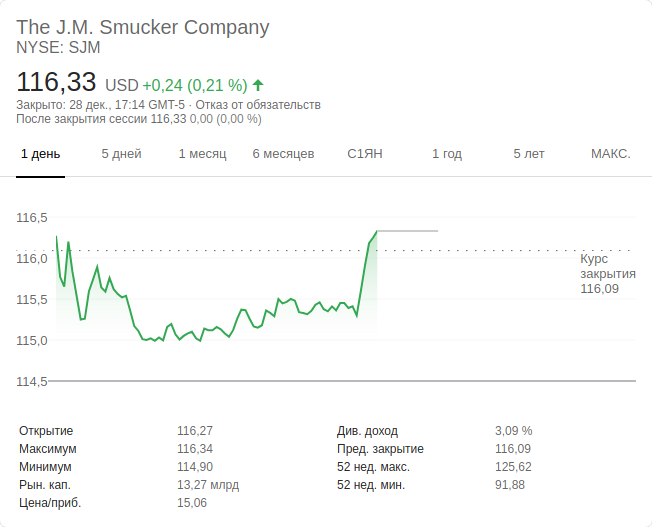 The J.M. Smucker Company
NYSE: SJM
116,33 USD +0,24 (0,21 %)
Закрыто: 28 дек., 17:14 GMT-5 · Отказ от обязательств
После закрытия сессии 116,33 0,00 (0,00 %)
1 день 5 дней 1 месяц 6 месяцев С1ЯН 1 год 5 лет МАКС.
116,5
116,0
115,5
115,0
114,5
Курс
закрытия
116,09
Открытие 116,27 Див. доход 3,09 %
Максимум 116,34 Пред. закрытие 116,09
Минимум 114,90 52 нед. макс. 125,62
Рын. кап. 13,27 млрд 52 нед. мин. 91,88
Цена/приб. 15,06